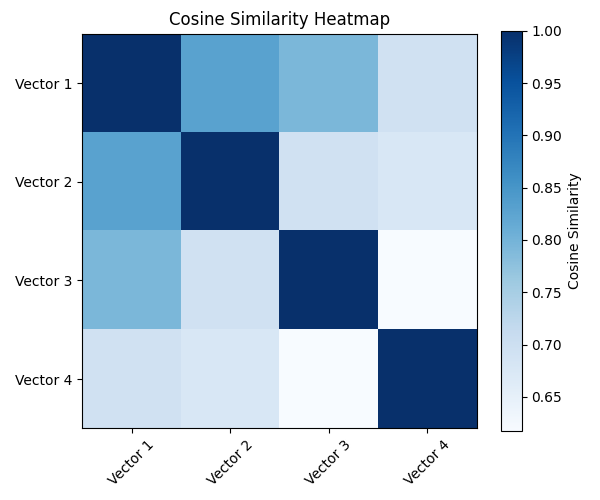 Cosine Similarity Heatmap
Vector 1
Vector 2
Vector 3
Vector 4
Vector 1
Vector 2
Vector 3
Vector 4
1.00
0.95
0.90
0.85
0.80
0.75
0.70
0.65
Cosine Similarity